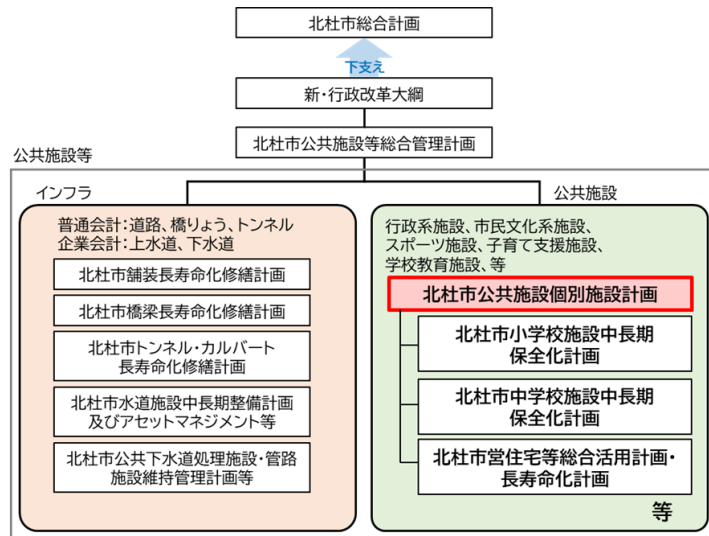 北杜市総合計画
下支え
新・行政改革大綱
北杜市公共施設等総合管理計画
公共施設等
インフラ
普通会計：道路、橋りょう、トンネル
企業会計：上水道、下水道
北杜市舗装長寿命化修繕計画
北杜市橋梁長寿命化修繕計画
北杜市トンネル・カルバート
長寿命化修繕計画
北杜市水道施設中長期整備計画
及びアセットマネジメント等
北杜市公共下水道処理施設・管路
施設維持管理計画等
公共施設
行政系施設、市民文化系施設、
スポーツ施設、子育て支援施設、
学校教育施設、等
北杜市公共施設個別施設計画
北杜市小学校施設中長期
保全化計画
北杜市中学校施設中長期
保全化計画
北杜市営住宅等総合活用計画・
長寿命化計画
等